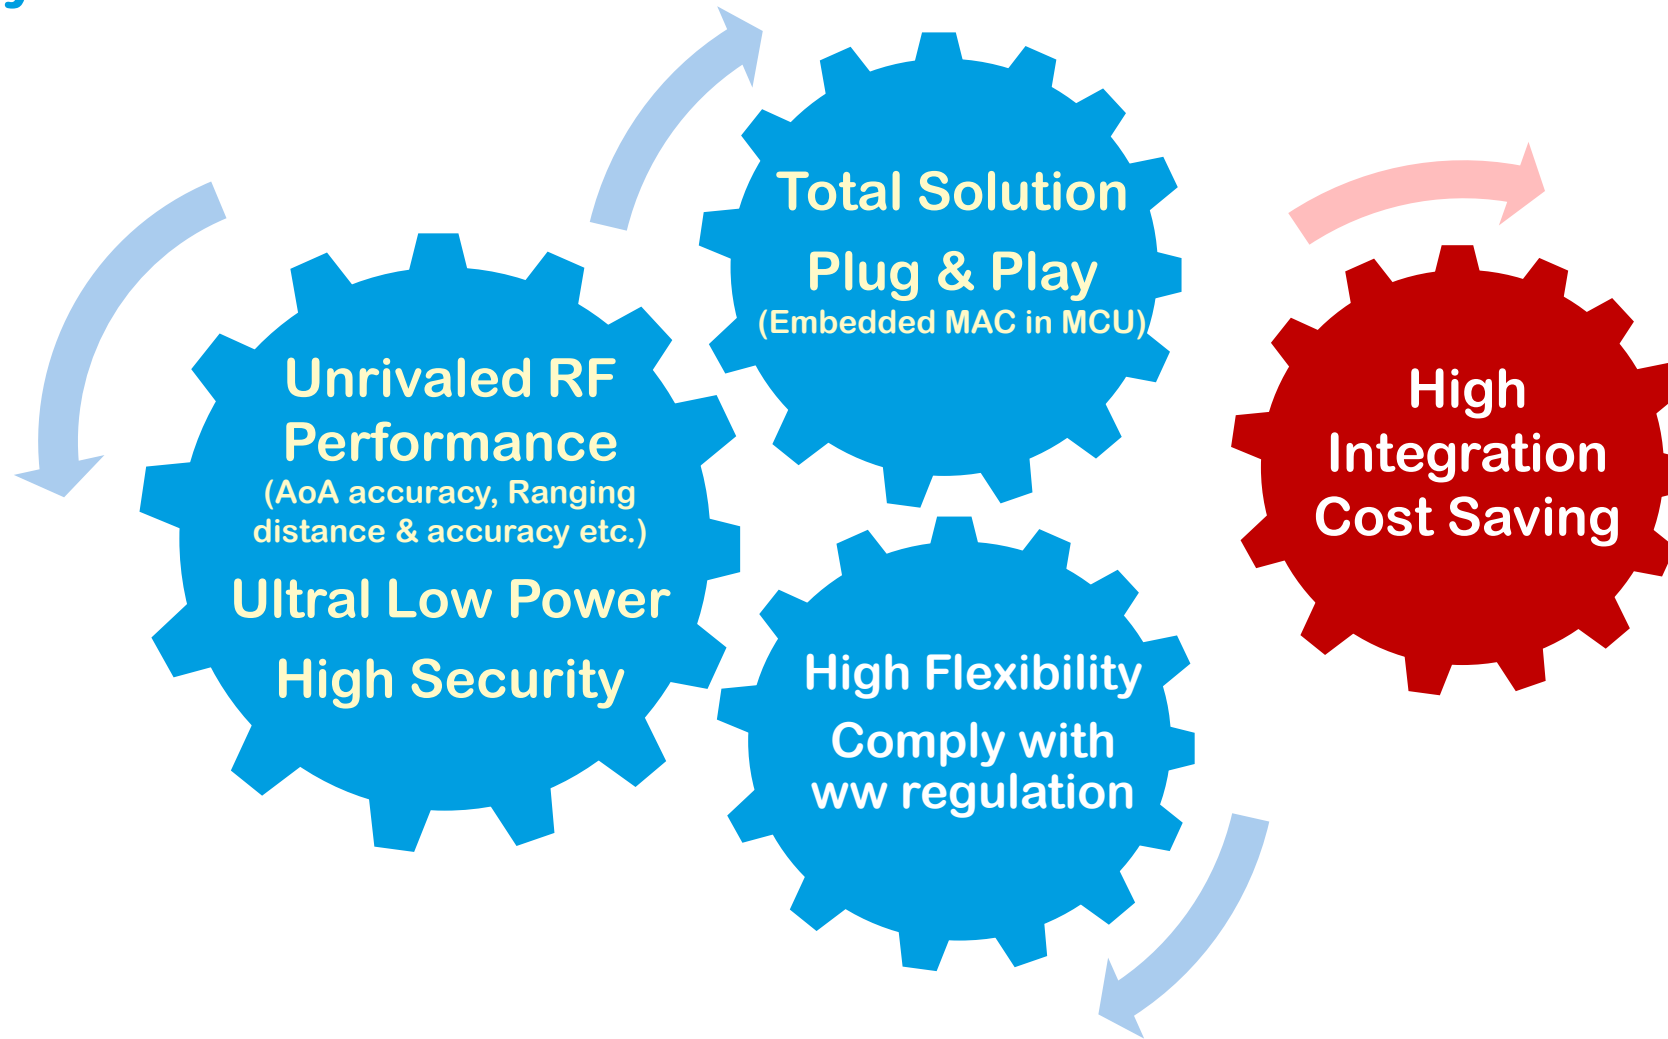 Unrivaled RF
Performance
(AoA accuracy, Ranging
distance & accuracy etc.)
Ultral Low Power
High Security
Total Solution
Plug & Play
(Embedded MAC in MCU)
High Flexibility
Comply with
ww regulation
High
Integration
Cost Saving